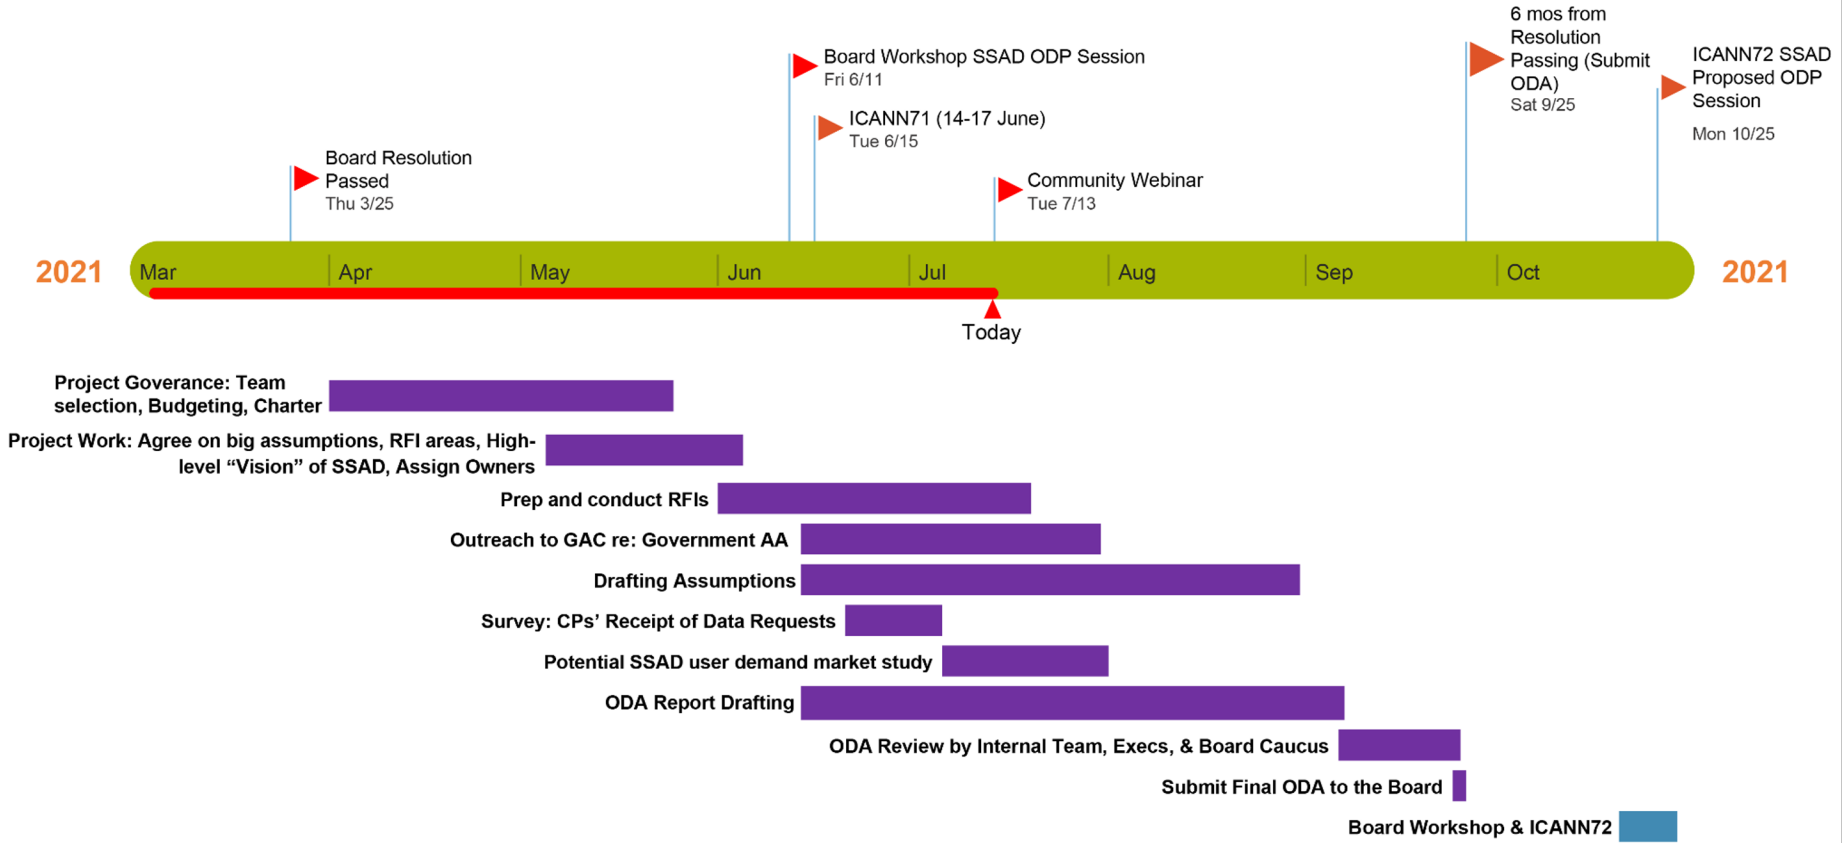 Board Resolution
Passed
Thu 3/25
Board Workshop SSAD ODP Session
Fri 6/11
ICANN71 (14-17 June)
Tue 6/15
Community Webinar
Tue 7/13
6 mos from
Resolution
Passing (Submit
ODA)
Sat 9/25
ICANN72 SSAD
Proposed ODP
Session
Mon 10/25
2021
Mar
Apr
May
Jun
Jul
Aug
Sep
Oct
2021
Today
Project Goverance: Team
selection, Budgeting, Charter
Project Work: Agree on big assumptions, RFI areas, High-
level “Vision” of SSAD, Assign Owners
Prep and conduct RFIs
Outreach to GAC re: Government AA
Drafting Assumptions
Survey: CPs’ Receipt of Data Requests
Potential SSAD user demand market study
ODA Report Drafting
ODA Review by Internal Team, Execs, & Board Caucus
Submit Final ODA to the Board
Board Workshop & ICANN72